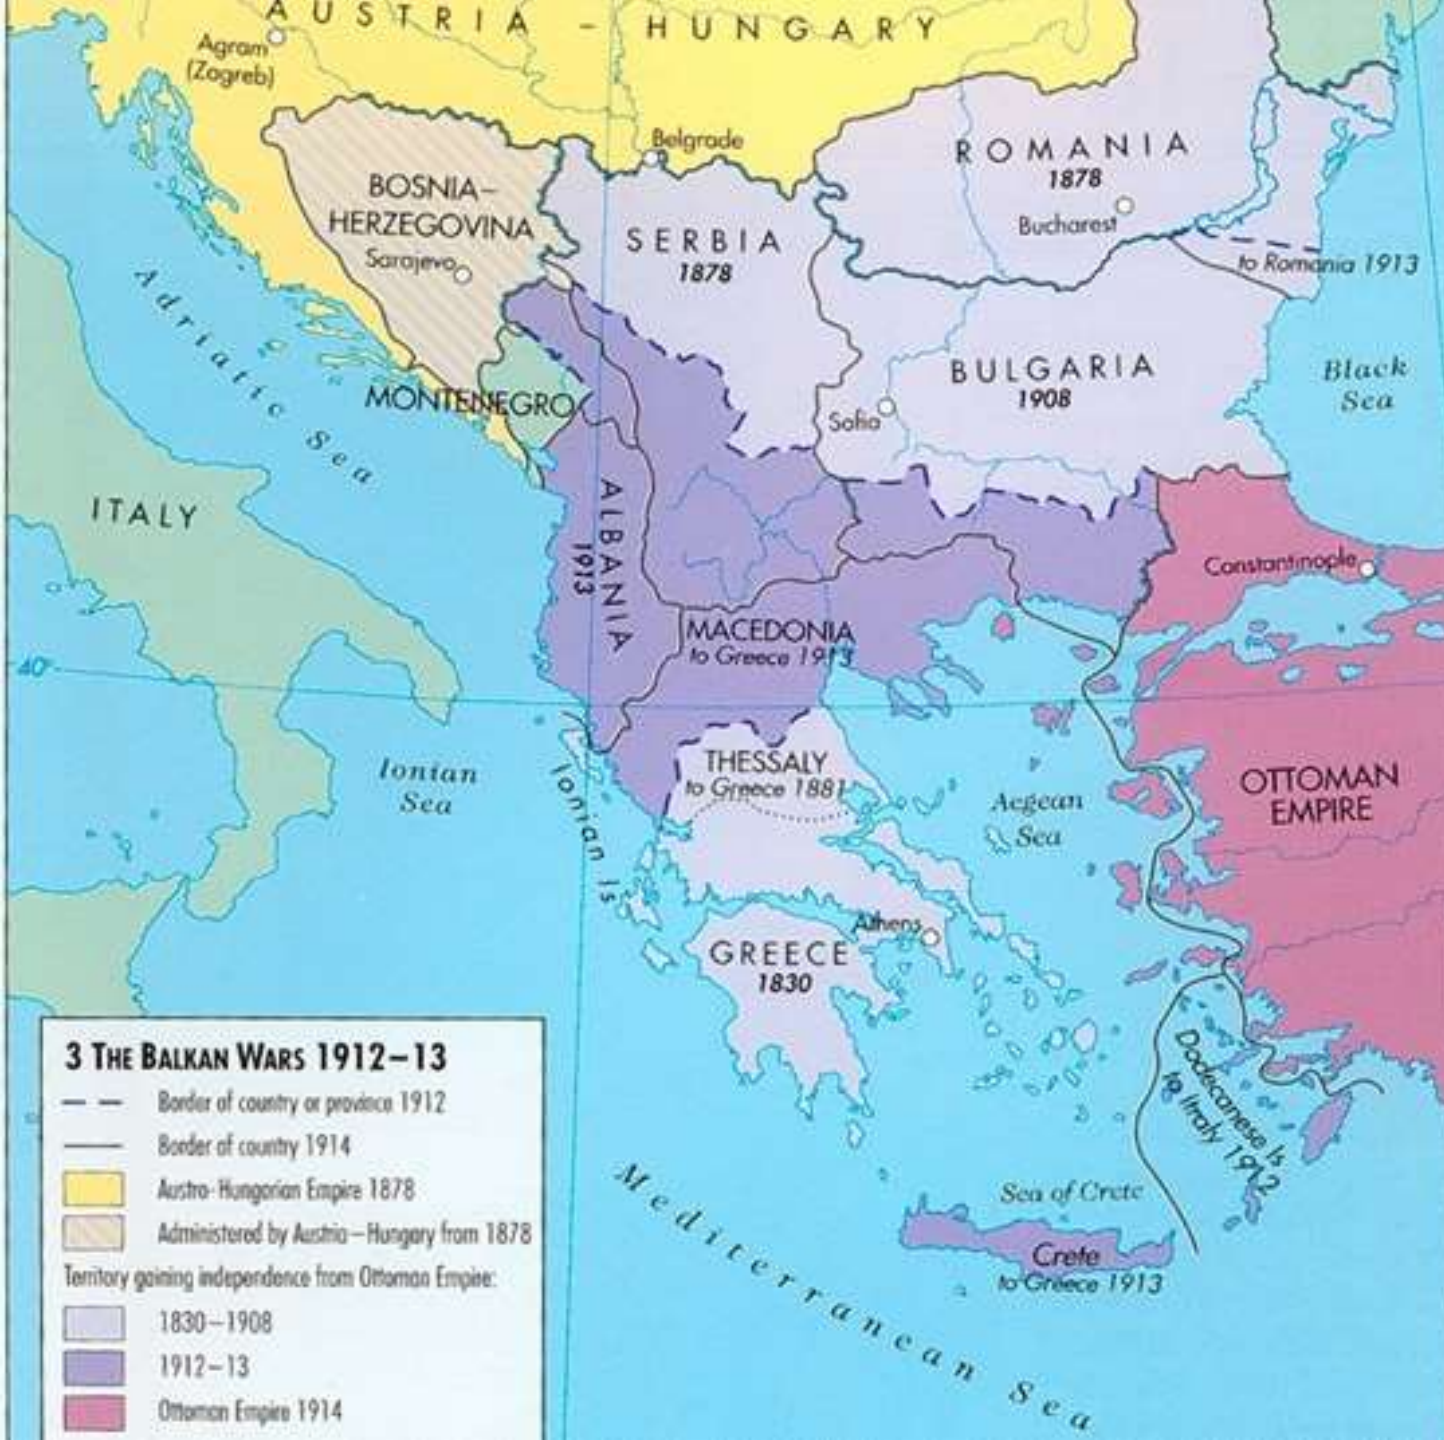 AUSTRIA – HUNGARY
Agram
(Zagreb)
Belgrade
ROMANIA
1878
Bucharest
BOSNIA–
HERZEGOVINA
Sarajevo
SERBIA
1878
to Romania 1913
Adriatic Sea
BULGARIA
1908
Black
Sea
MONTENEGRO
Sofia
ITALY
ALBANIA
1913
Constantinople
MACEDONIA
to Greece 1913
40°
THESSALY
to Greece 1881
Ionian
Sea
Ionian Is
Aegean
Sea
OTTOMAN
EMPIRE
Athens
GREECE
1830
Dodecanese Is
to Itraly 1912
Sea of Crete
Crete
to Greece 1913
Mediterranean Sea
3 THE BALKAN WARS 1912–13
Border of country or province 1912
Border of country 1914
Austro-Hungarian Empire 1878
Administered by Austria–Hungary from 1878
Territory gaining independence from Ottoman Empire:
1830–1908
1912–13
Ottoman Empire 1914